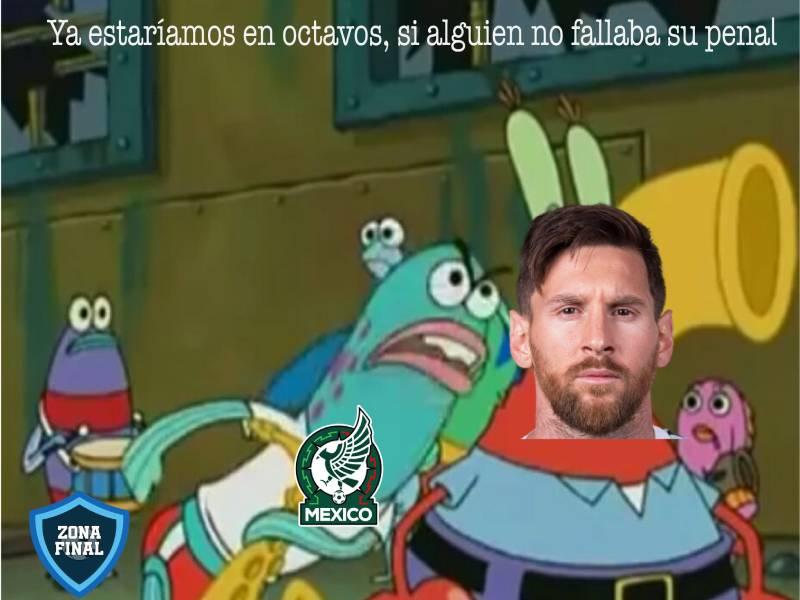 Ya estaríamos en octavos, si alguien no fallaba su penal
MEXICO
ZONA
FINAL